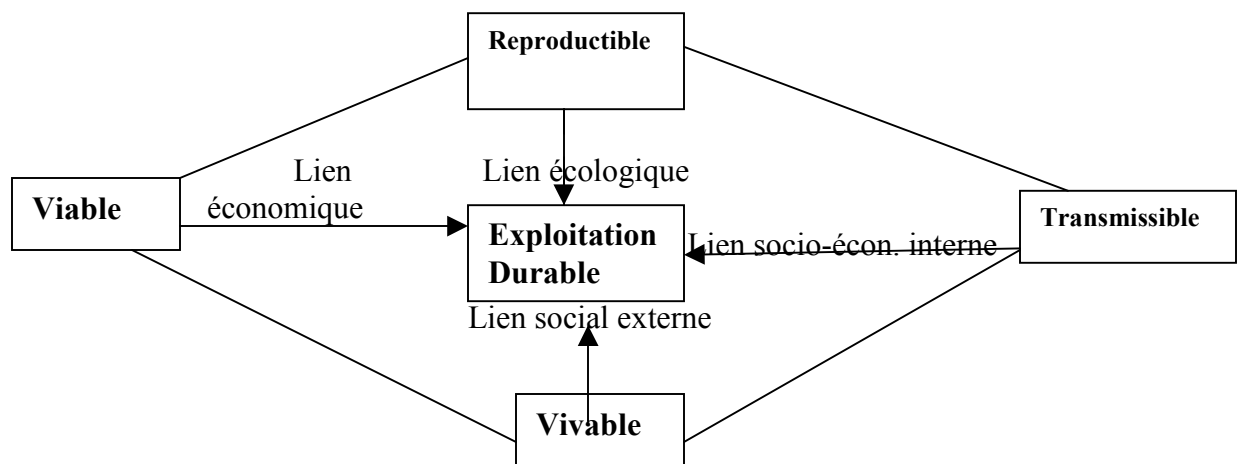 Reproductible
Lien
économique
Lien écologique
Viable
Transmissible
Exploitation
Durable
Lien socio-écon. interne
Lien social externe
Vivable